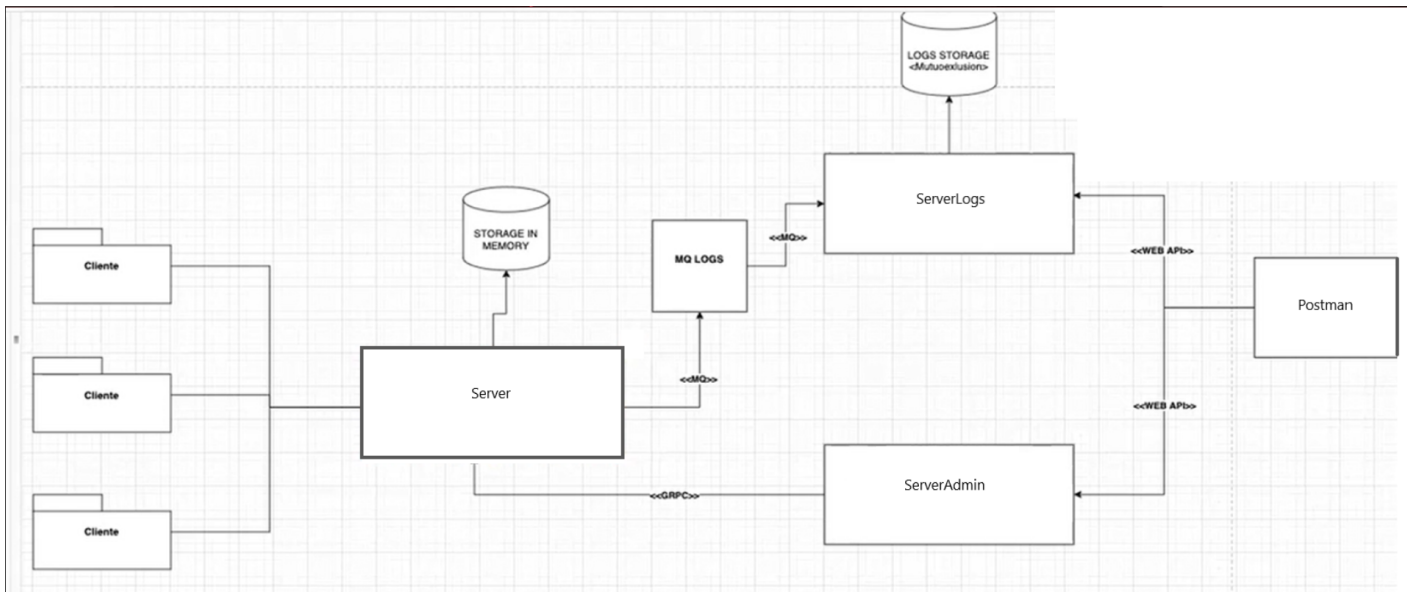 LOGS STORAGE
<Mutuoexlusion>
ServerLogs
STORAGE IN
MEMORY
<<MQ>>
MQ LOGS
<<WEB API>>
Cliente
Postman
Server
<<MQ>>
Cliente
<<WEB API>>
ServerAdmin
<<GRPC>>
Cliente